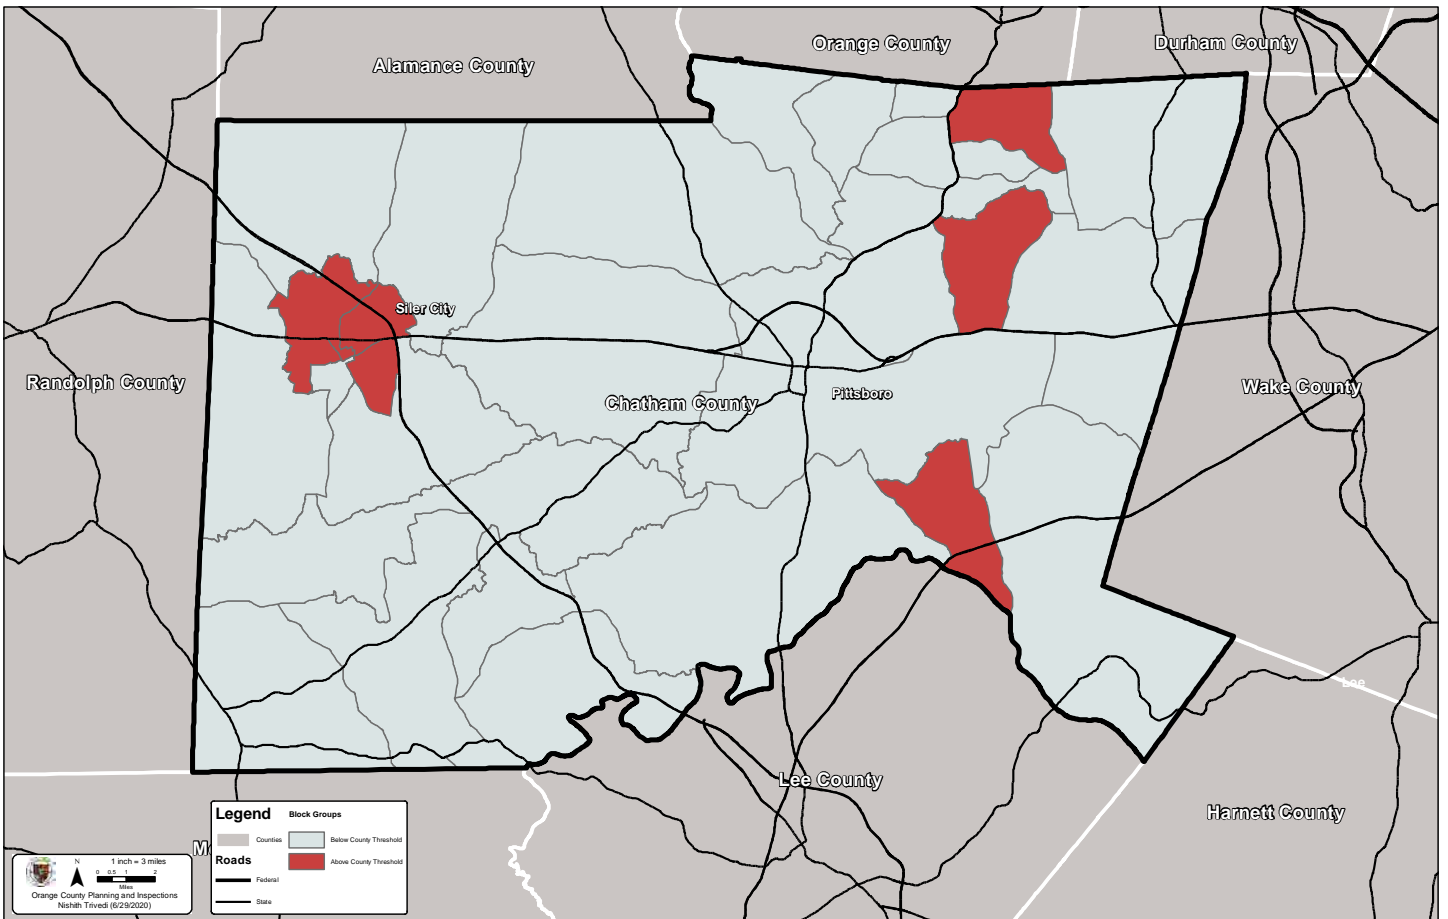 Orange County
Durham County
Alamance County
Siler City
Randolph County
Chatham County
Pittsboro
Wake County
Lee
Lee County
Harnett County
M
Legend
Block Groups
Counties
Below County Threshold
Roads
Above County Threshold
Federal
State
N
1 inch = 3 miles
0 0.5 1 2
Miles
Orange County Planning and Inspections
Nishith Trivedi (6/29/2020)